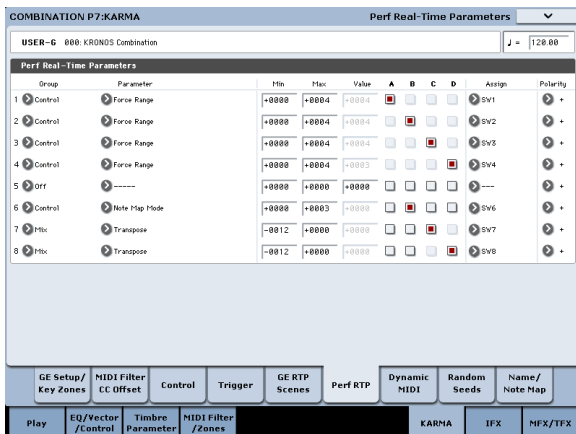 COMBINATION P7:KARMA Perf Real-Time Parameters
USER-G 000: KRONOS Combination ♩ = 120.00
Perf Real-Time Parameters
Group Parameter Min Max Value A B C D Assign Polarity
1 Control Force Range +0000 +0004 +0004 SW1 +
2 Control Force Range +0000 +0004 +0004 SW2 +
3 Control Force Range +0000 +0004 +0004 SW3 +
4 Control Force Range +0000 +0004 +0003 SW4 +
5 Off ----- +0000 +0000 +0000 --- +
6 Control Note Map Mode +0000 +0003 +0000 SW6 +
7 Mix Transpose -0012 +0000 +0000 SW7 +
8 Mix Transpose -0012 +0000 +0000 SW8 +
GE Setup/ Key Zones MIDI Filter CC Offset Control Trigger GE RTP Scenes Perf RTP Dynamic MIDI Random Seeds Name/ Note Map
Play EQ/Vector /Control Timbre Parameter MIDI Filter /Zones KARMA IFX MFX/TFX